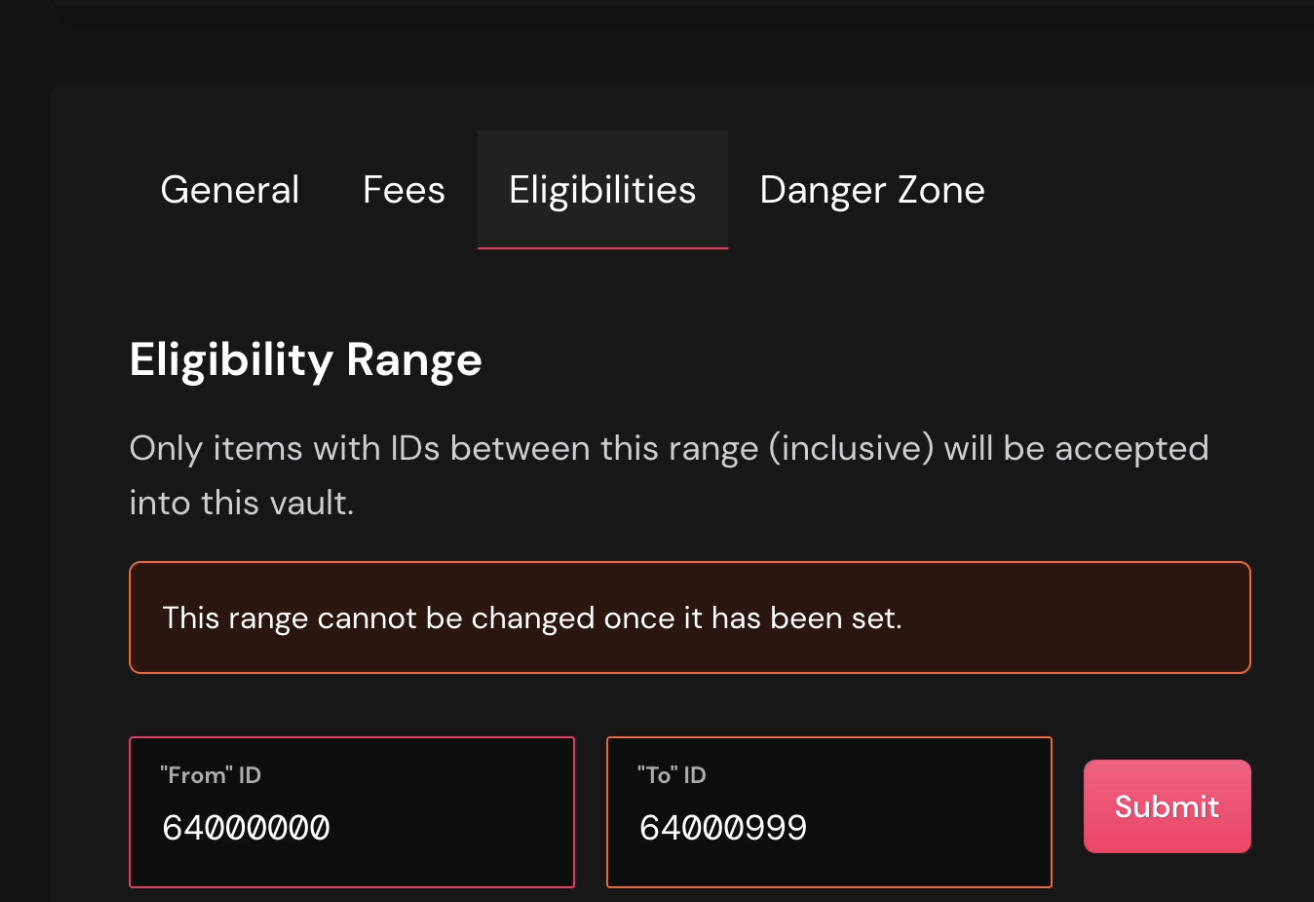 General Fees Eligibilities Danger Zone
Eligibility Range
Only items with IDs between this range (inclusive) will be accepted
into this vault.
This range cannot be changed once it has been set.
"From" ID "To" ID
64000000 64000999 Submit